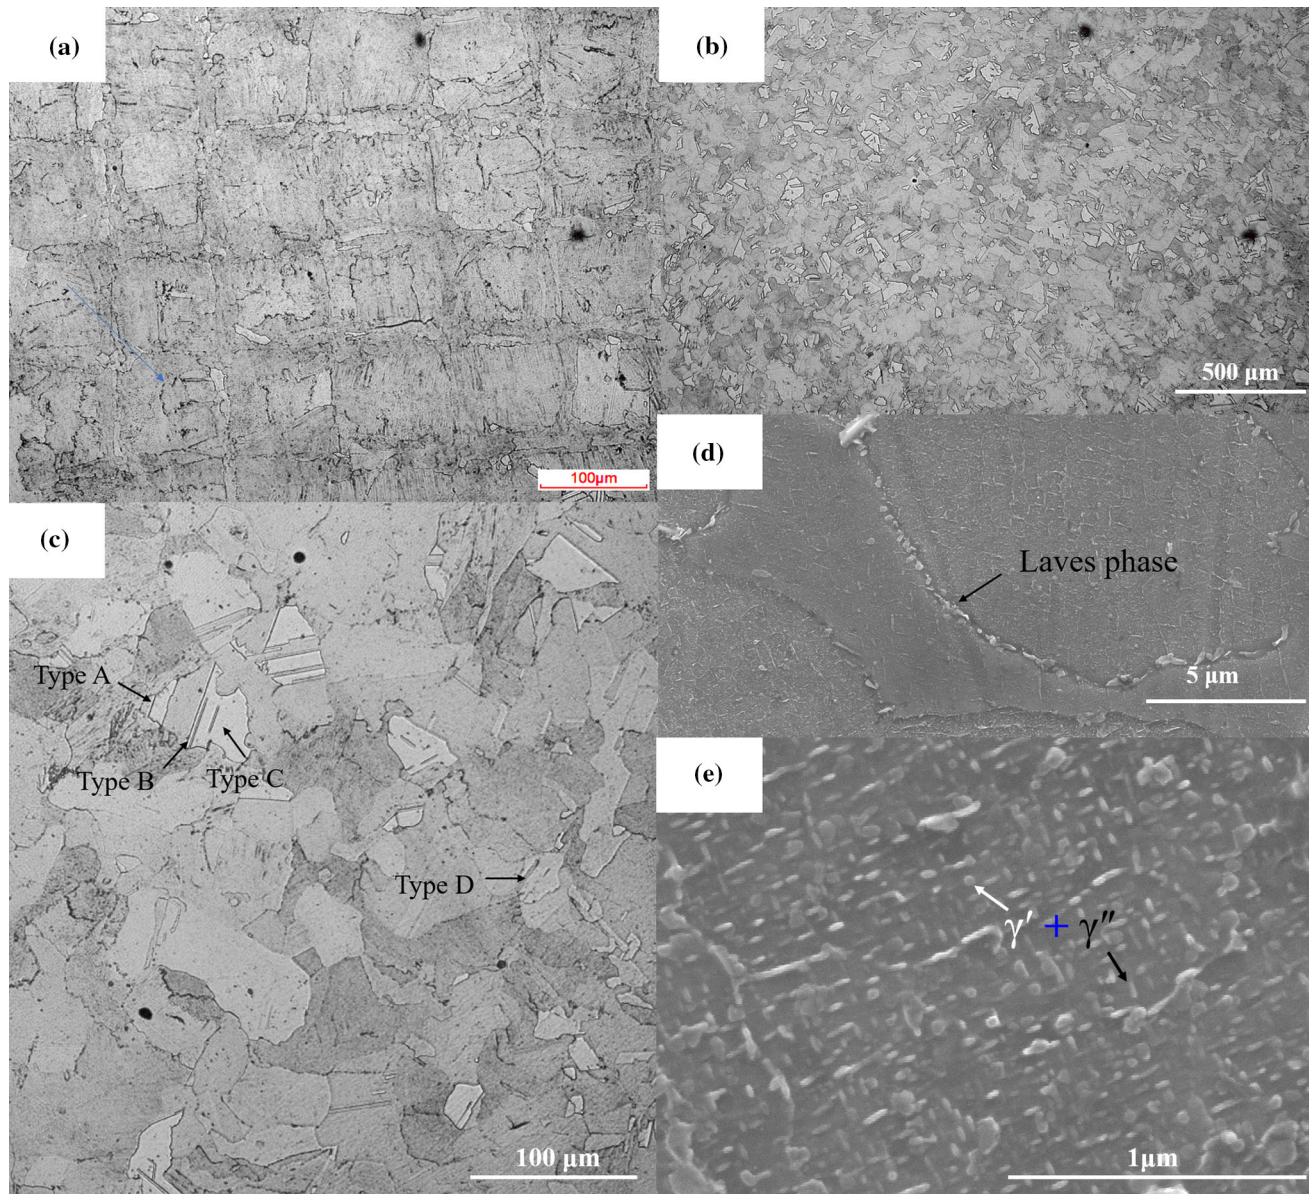 (a)
(b)
500 µm
100µm
(d)
Laves phase
5 µm
(c)
Type A
Type B
Type C
Type D
100 µm
(e)
γ′ + γ″
1µm